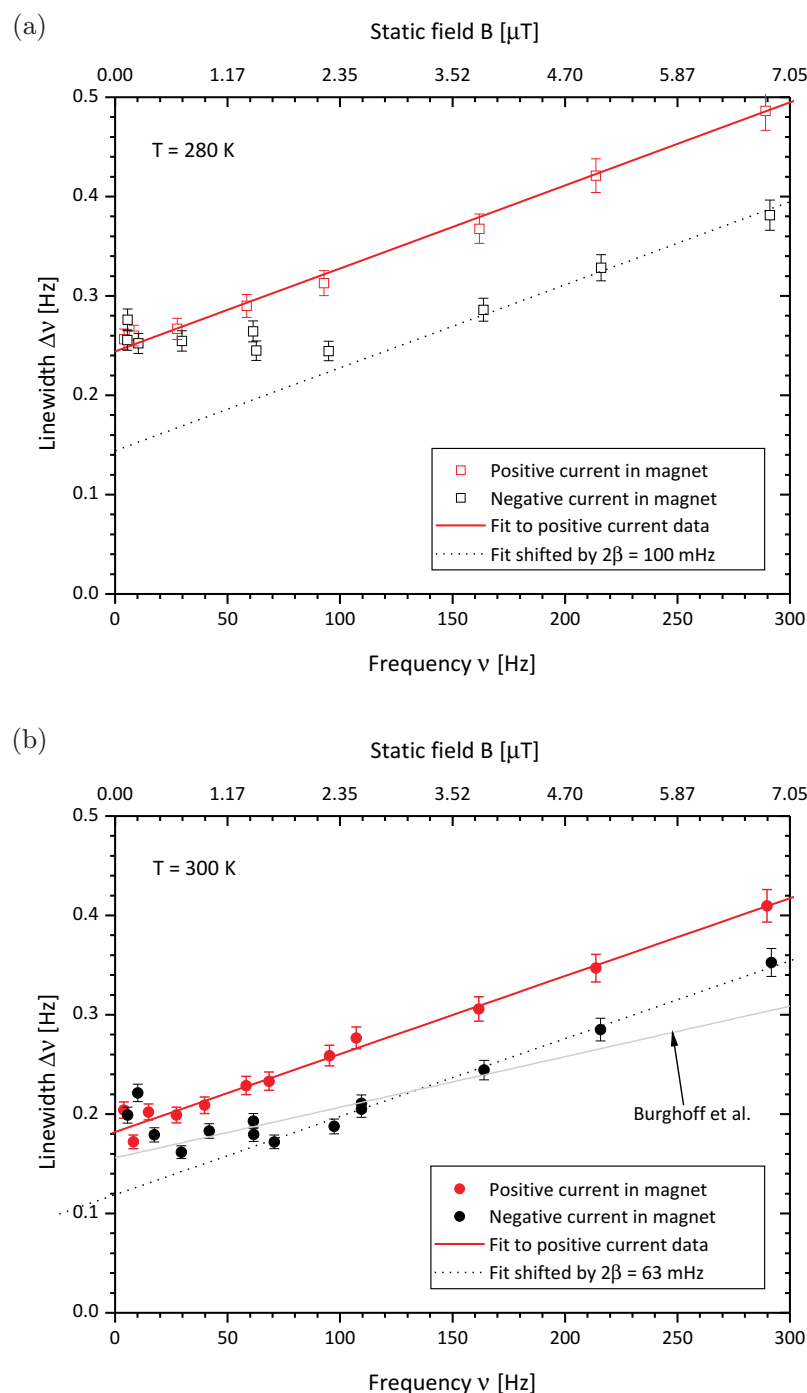 (a)
Static field B [μT]
0.00 1.17 2.35 3.52 4.70 5.87 7.05
0.5
T = 280 K
0.4
0.3
Linewidth Δν [Hz]
0.2
Positive current in magnet
Negative current in magnet
0.1
Fit to positive current data
Fit shifted by 2β = 100 mHz
0.0
0 50 100 150 200 250 300
Frequency ν [Hz]
(b)
Static field B [μT]
0.00 1.17 2.35 3.52 4.70 5.87 7.05
0.5
T = 300 K
0.4
0.3
Linewidth Δν [Hz]
Burghoff et al.
0.2
Positive current in magnet
Negative current in magnet
0.1
Fit to positive current data
Fit shifted by 2β = 63 mHz
0.0
0 50 100 150 200 250 300
Frequency ν [Hz]